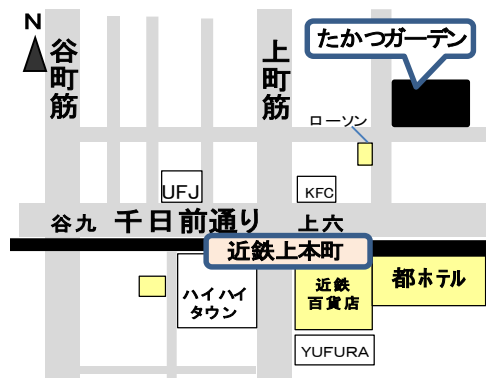 N
谷町筋
上町筋
たかつガーデン
ローソン
UFJ
KFC
谷九
千日前通り
上六
近鉄上本町
ハイハイ
タウン
近鉄
百貨店
都ホテル
YUFURA